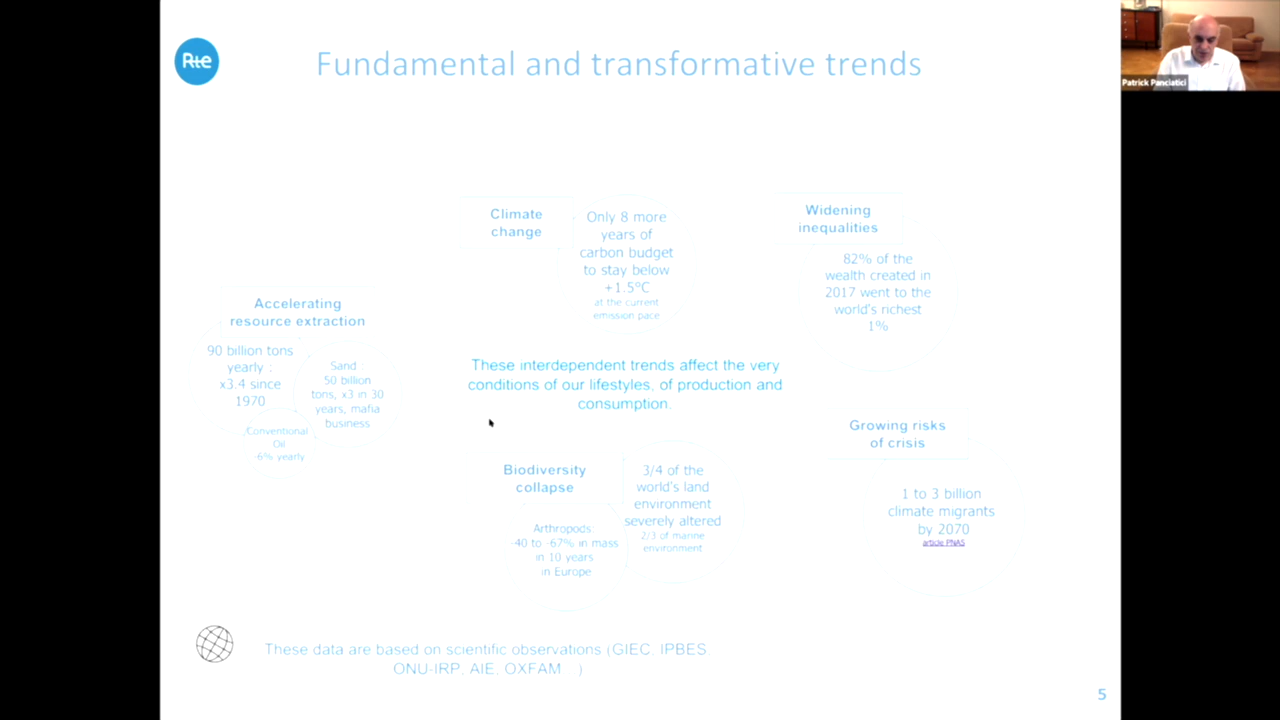 Rte
Fundamental and transformative trends
Patrick Panciatici
Climate
change
Only 8 more
years of
carbon budget
to stay below
+1.5°C
at the current
emission pace
Widening
inequalities
82% of the
wealth created in
2017 went to the
world's richest
1%
Accelerating
resource extraction
90 billion tons
yearly :
x3.4 since
1970
Sand
50 billion
tons, x3 in 30
years, mafia
business
Conventional
Oil
-6% yearly
These interdependent trends affect the very
conditions of our lifestyles, of production and
consumption.
Growing risks
of crisis
1 to 3 billion
climate migrants
by 2070
article PNAS
Biodiversity
collapse
Arthropods:
-40 to -67% in mass
in 10 years
in Europe
3/4 of the
world's land
environment
severely altered
2/3 of marine
environment
These data are based on scientific observations (GIEC, IPBES,
ONU-IRP, AIE, OXFAM )
5